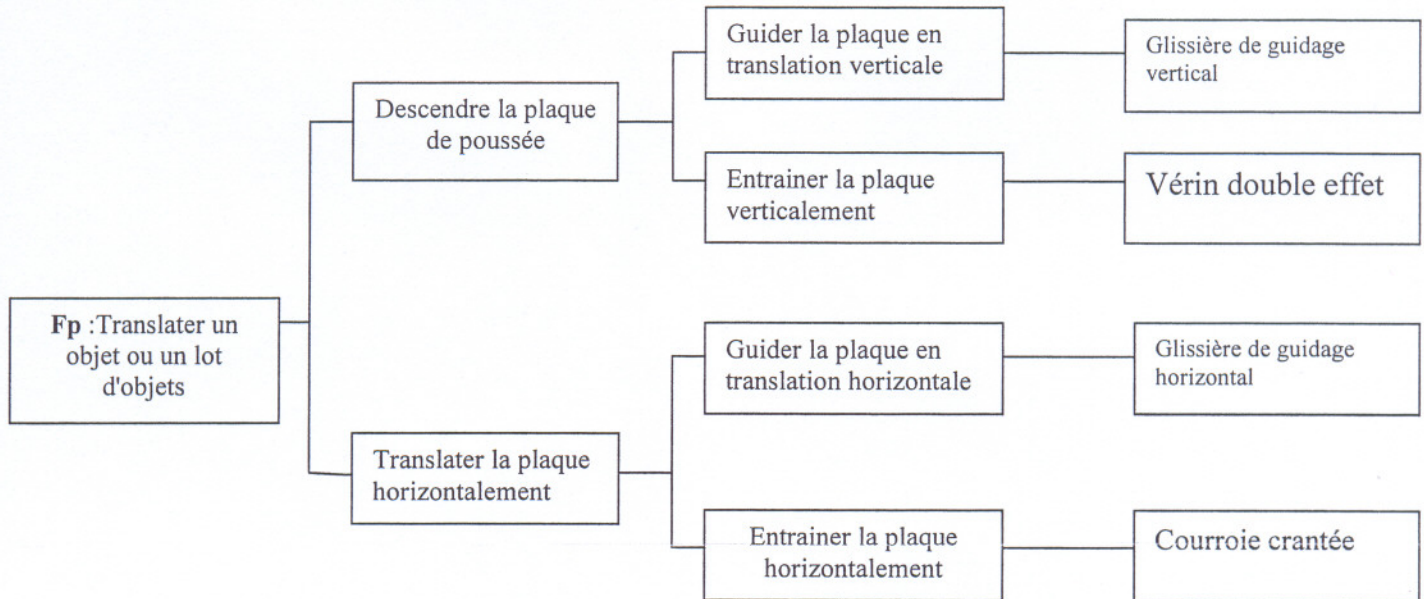 Guider la plaque en
translation verticale
Glissière de guidage
vertical
Descendre la plaque
de poussée
Entrainer la plaque
verticalement
Vérin double effet
Fp :Translater un
objet ou un lot
d'objets
Guider la plaque en
translation horizontale
Glissière de guidage
horizontal
Translater la plaque
horizontalement
Entrainer la plaque
horizontalement
Courroie crantée